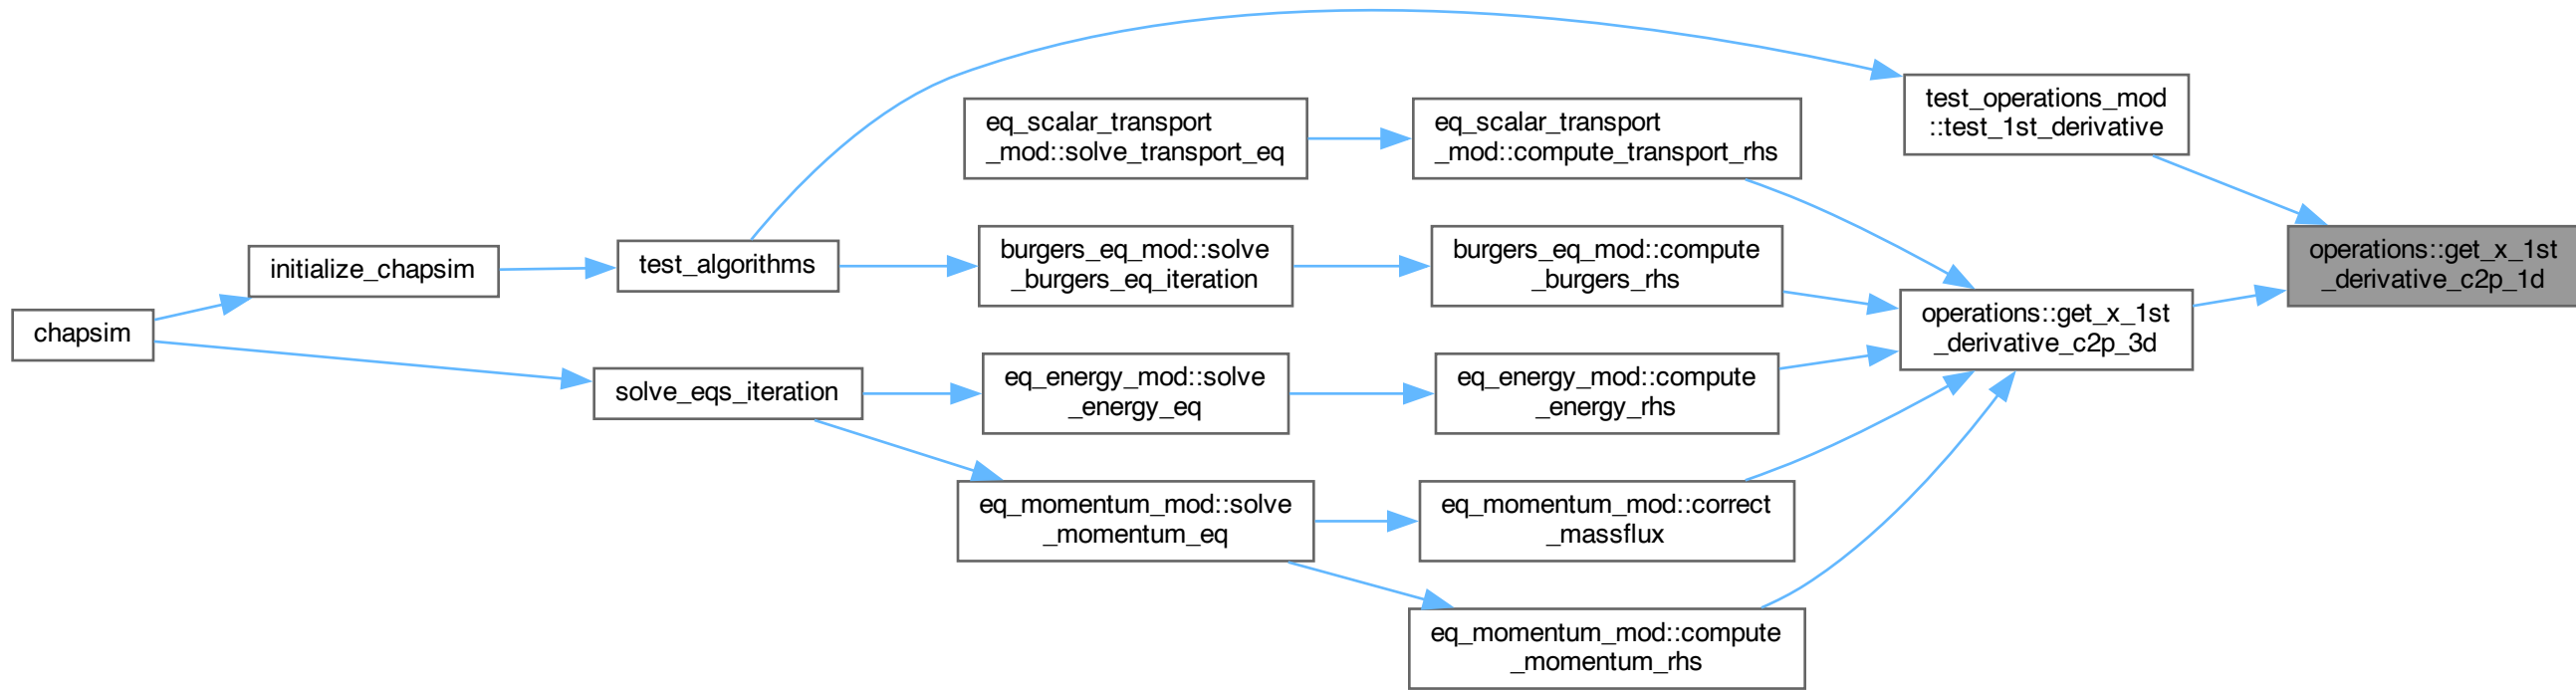 test_operations_mod
::test_1st_derivative
eq_scalar_transport
_mod::solve_transport_eq
eq_scalar_transport
_mod::compute_transport_rhs
initialize_chapsim
test_algorithms
burgers_eq_mod::solve
_burgers_eq_iteration
burgers_eq_mod::compute
_burgers_rhs
operations::get_x_1st
_derivative_c2p_1d
chapsim
operations::get_x_1st
_derivative_c2p_3d
solve_eqs_iteration
eq_energy_mod::solve
_energy_eq
eq_energy_mod::compute
_energy_rhs
eq_momentum_mod::solve
_momentum_eq
eq_momentum_mod::correct
_massflux
eq_momentum_mod::compute
_momentum_rhs